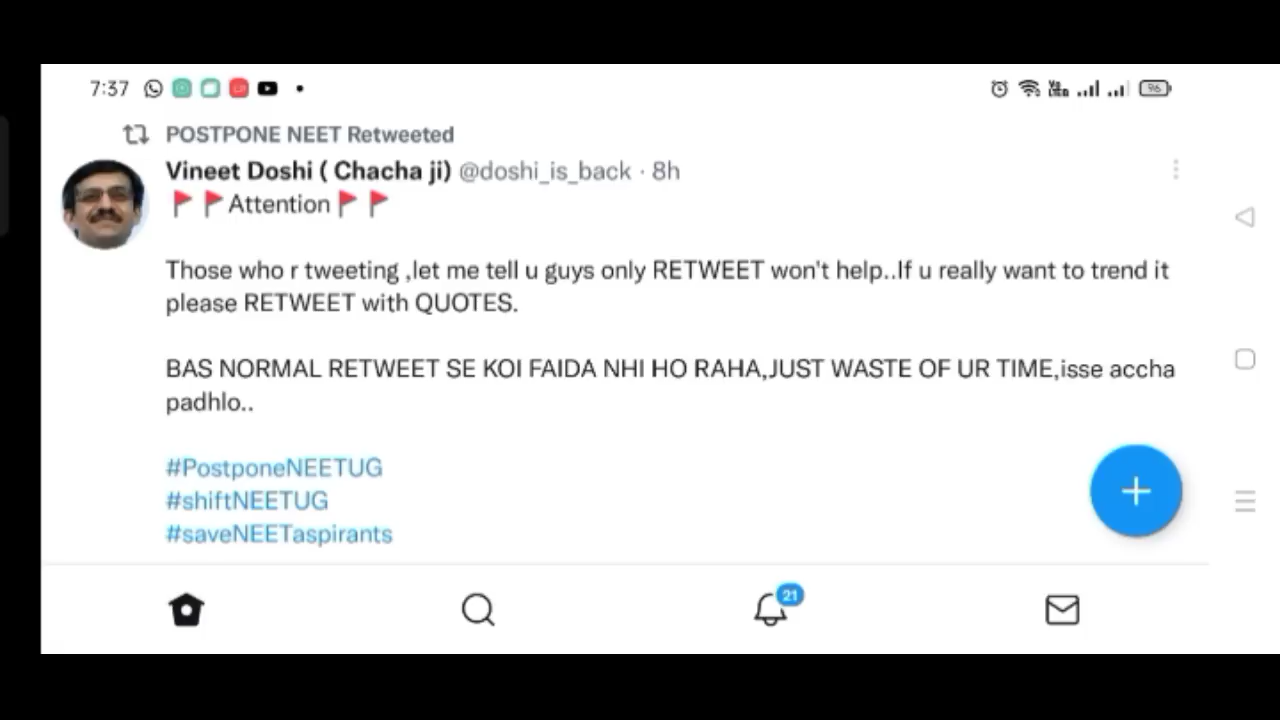 7:37
POSTPONE NEET Retweeted
Vineet Doshi ( Chacha ji) @doshi_is_back · 8h
🚩🚩Attention🚩🚩
Those who r tweeting ,let me tell u guys only RETWEET won't help..If u really want to trend it
please RETWEET with QUOTES.
BAS NORMAL RETWEET SE KOI FAIDA NHI HO RAHA,JUST WASTE OF UR TIME,isse accha
padhlo..
#PostponeNEETUG
#shiftNEETUG
#saveNEETaspirants
21